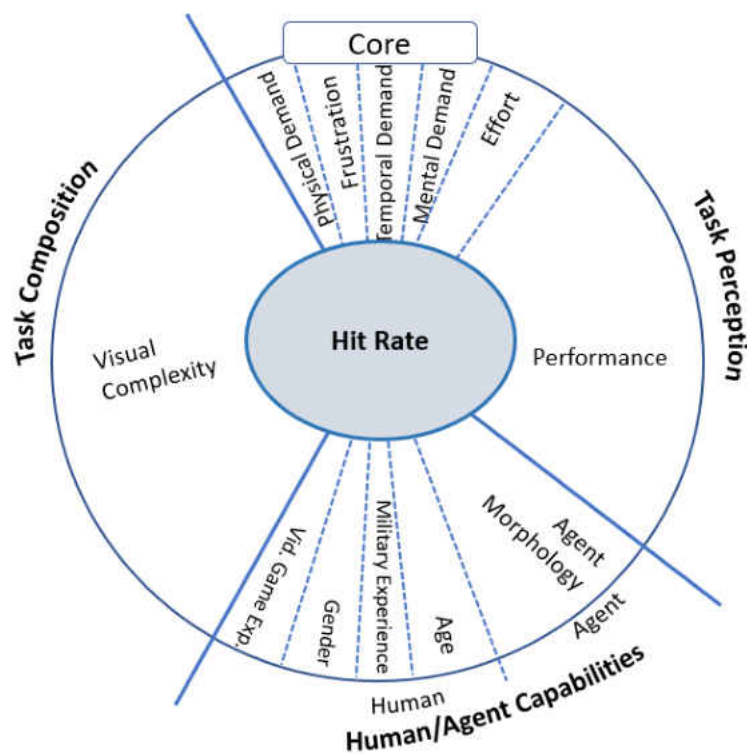 Core
Physical Demand
Frustration
Temporal Demand
Mental Demand
Effort
Task Composition
Task Perception
Hit Rate
Visual
Complexity
Performance
Vid. Game Exp.
Gender
Military Experience
Age
Agent
Morphology
Agent
Human
Human/Agent Capabilities